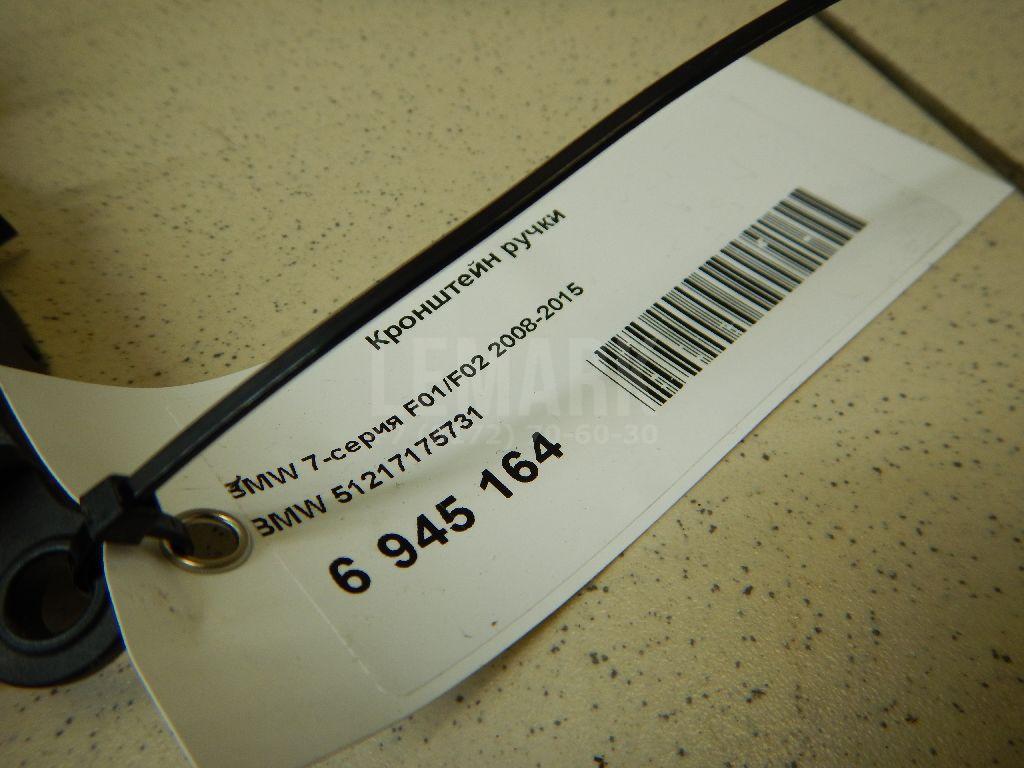 Кронштейн ручки
BMW 7-серия F01/F02 2008-2015
BMW 51217175731
6 945 164